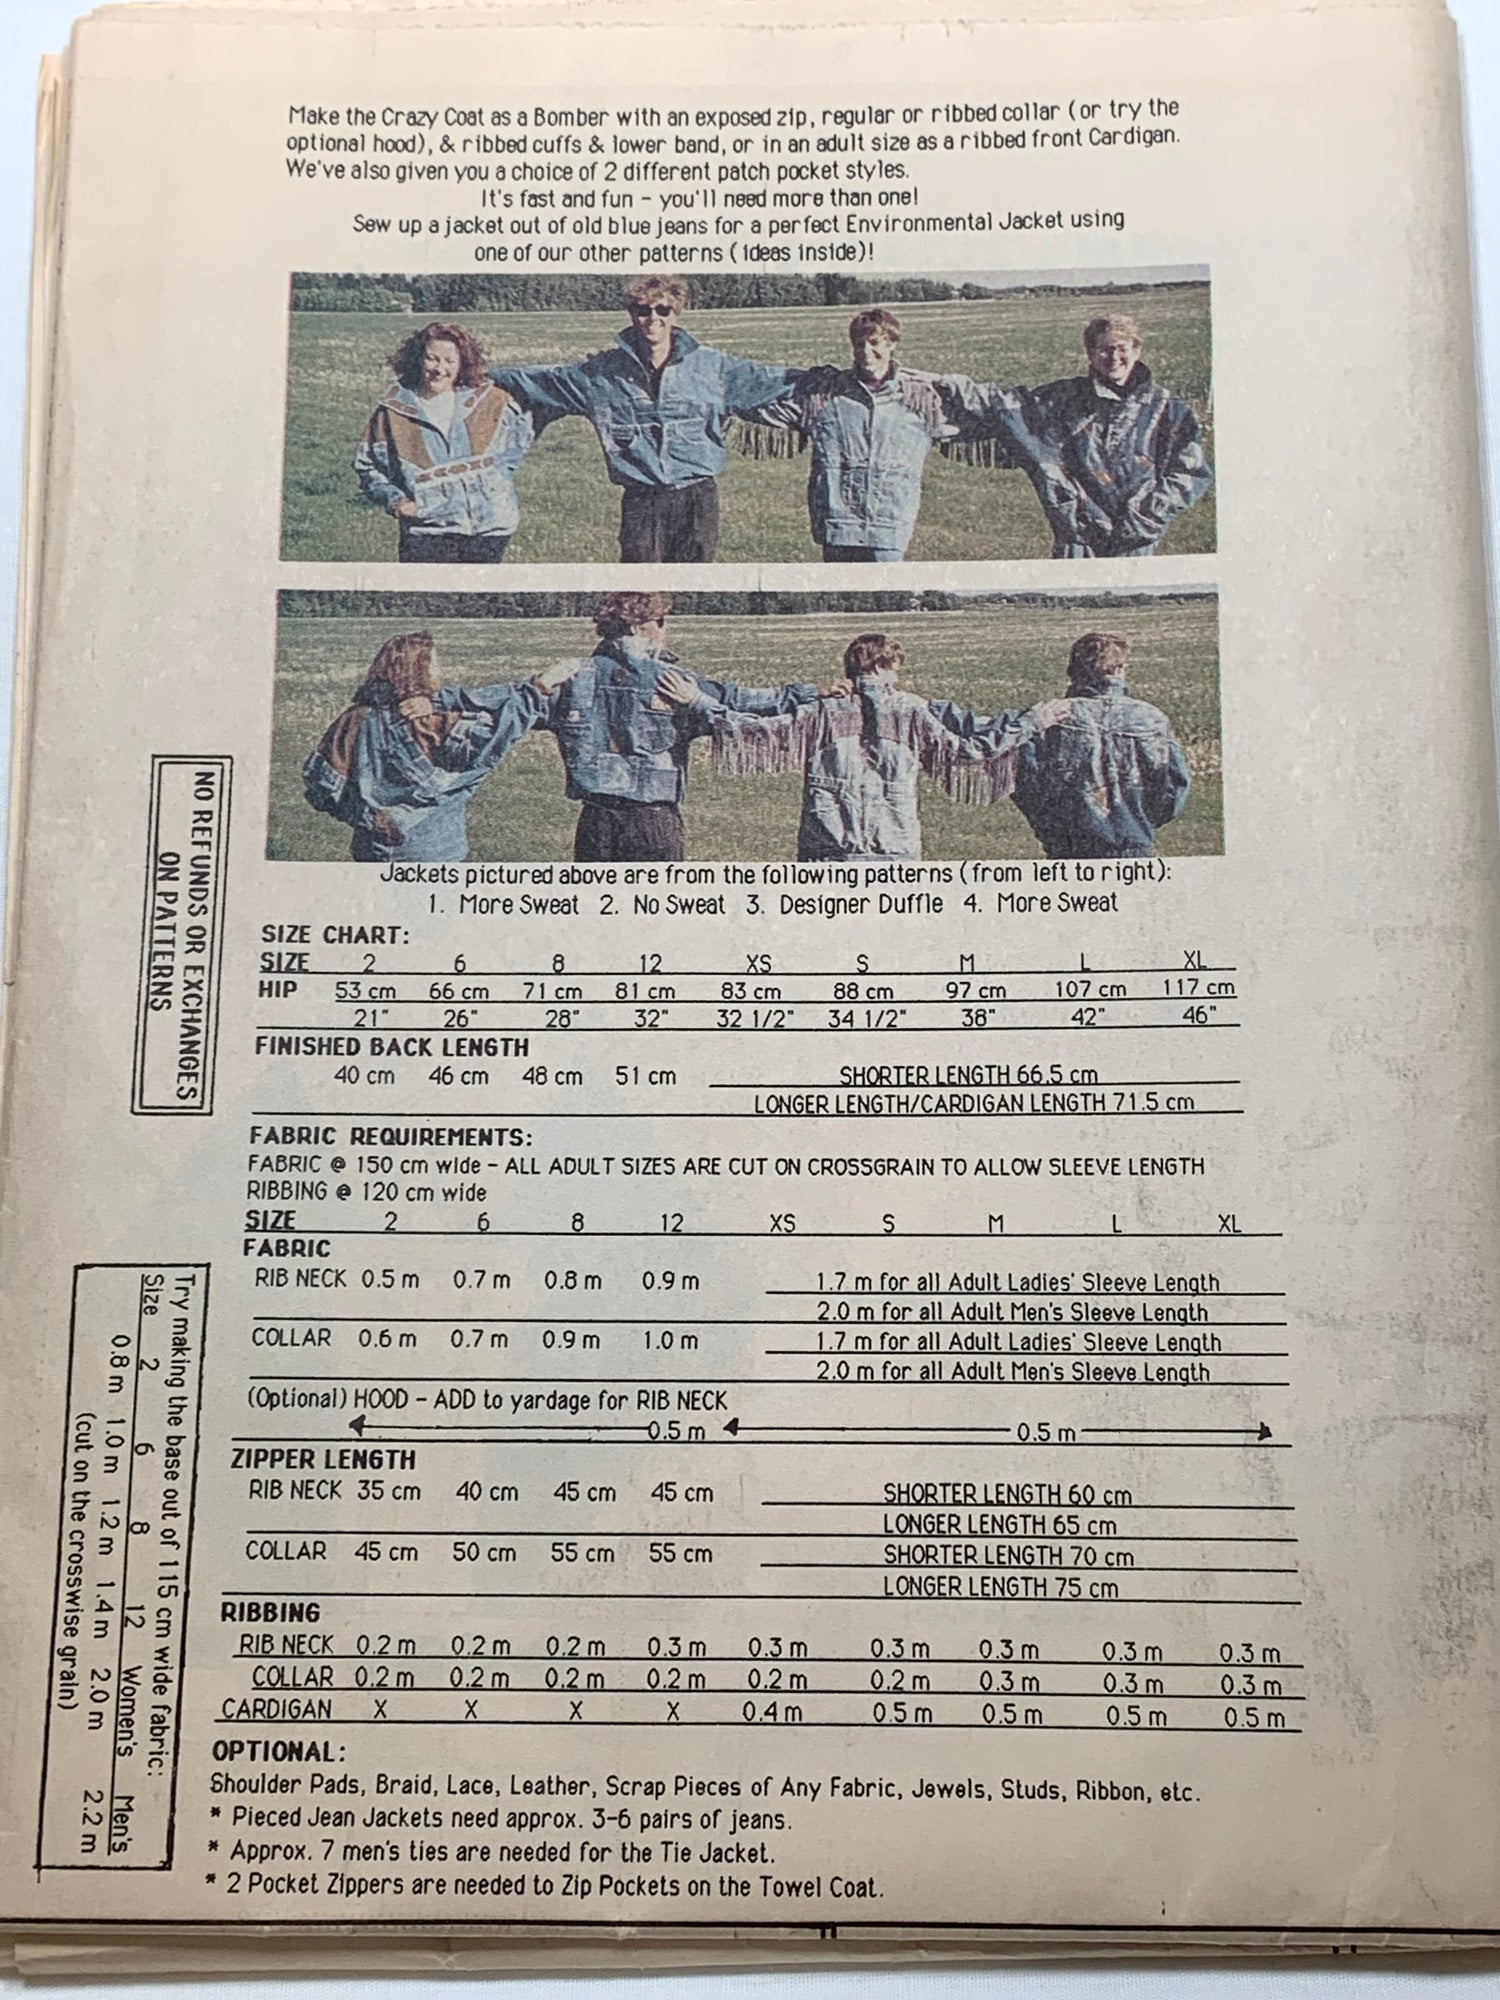 Make the Crazy Coat as a Bomber with an exposed zip, regular or ribbed collar (or try the
optional hood), & ribbed cuffs & lower band, or in an adult size as a ribbed front Cardigan.
We've also given you a choice of 2 different patch pocket styles.
It's fast and fun - you'll need more than one!
Sew up a jacket out of old blue jeans for a perfect Environmental Jacket using
one of our other patterns (ideas inside)!
Jackets pictured above are from the following patterns (from left to right):
1. More Sweat 2. No Sweat 3. Designer Duffle 4. More Sweat
NO REFUNDS OR EXCHANGES
ON PATTERNS
SIZE CHART:
SIZE 2 6 8 12 XS S M L XL
HIP 53 cm 66 cm 71 cm 81 cm 83 cm 88 cm 97 cm 107 cm 117 cm
21" 26" 28" 32" 32 1/2" 34 1/2" 38" 42" 46"
FINISHED BACK LENGTH
40 cm 46 cm 48 cm 51 cm SHORTER LENGTH 66.5 cm
LONGER LENGTH/CARDIGAN LENGTH 71.5 cm
FABRIC REQUIREMENTS:
FABRIC @ 150 cm wide - ALL ADULT SIZES ARE CUT ON CROSSGRAIN TO ALLOW SLEEVE LENGTH
RIBBING @ 120 cm wide
SIZE 2 6 8 12 XS S M L XL
FABRIC
RIB NECK 0.5 m 0.7 m 0.8 m 0.9 m 1.7 m for all Adult Ladies' Sleeve Length
2.0 m for all Adult Men's Sleeve Length
COLLAR 0.6 m 0.7 m 0.9 m 1.0 m 1.7 m for all Adult Ladies' Sleeve Length
2.0 m for all Adult Men's Sleeve Length
(Optional) HOOD - ADD to yardage for RIB NECK
0.5 m 0.5 m
ZIPPER LENGTH
RIB NECK 35 cm 40 cm 45 cm 45 cm SHORTER LENGTH 60 cm
LONGER LENGTH 65 cm
COLLAR 45 cm 50 cm 55 cm 55 cm SHORTER LENGTH 70 cm
LONGER LENGTH 75 cm
RIBBING
RIB NECK 0.2 m 0.2 m 0.2 m 0.3 m 0.3 m 0.3 m 0.3 m 0.3 m 0.3 m
COLLAR 0.2 m 0.2 m 0.2 m 0.2 m 0.2 m 0.2 m 0.3 m 0.3 m 0.3 m
CARDIGAN X X X X 0.4 m 0.5 m 0.5 m 0.5 m 0.5 m
Try making the base out of 115 cm wide fabric:
Size 2 6 8 12 Women's Men's
0.8 m 1.0 m 1.2 m 1.4 m 2.0 m 2.2 m
(cut on the crosswise grain)
OPTIONAL:
Shoulder Pads, Braid, Lace, Leather, Scrap Pieces of Any Fabric, Jewels, Studs, Ribbon, etc.
* Pieced Jean Jackets need approx. 3-6 pairs of jeans.
* Approx. 7 men's ties are needed for the Tie Jacket.
* 2 Pocket Zippers are needed to Zip Pockets on the Towel Coat.